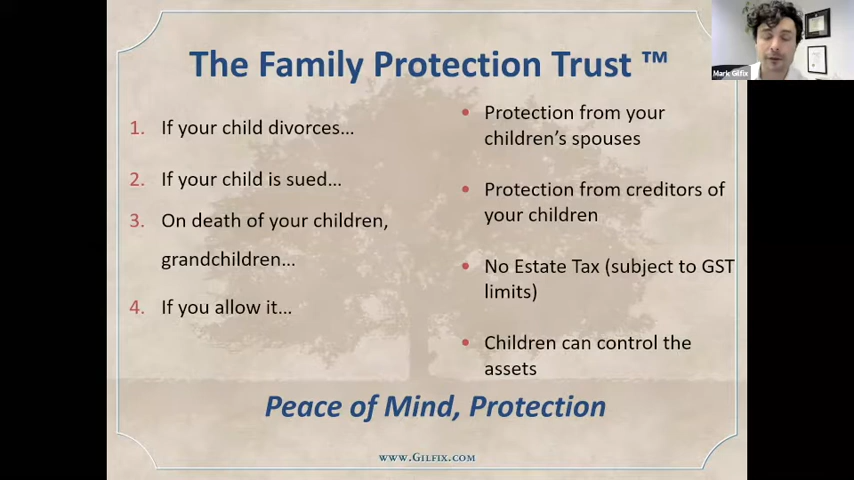 The Family Protection Trust ™
1. If your child divorces...
2. If your child is sued...
3. On death of your children,
grandchildren...
4. If you allow it...
• Protection from your
children's spouses
• Protection from creditors of
your children
• No Estate Tax (subject to GST
limits)
• Children can control the
assets
Peace of Mind, Protection
www.Gilfix.com
Mark Gilfix